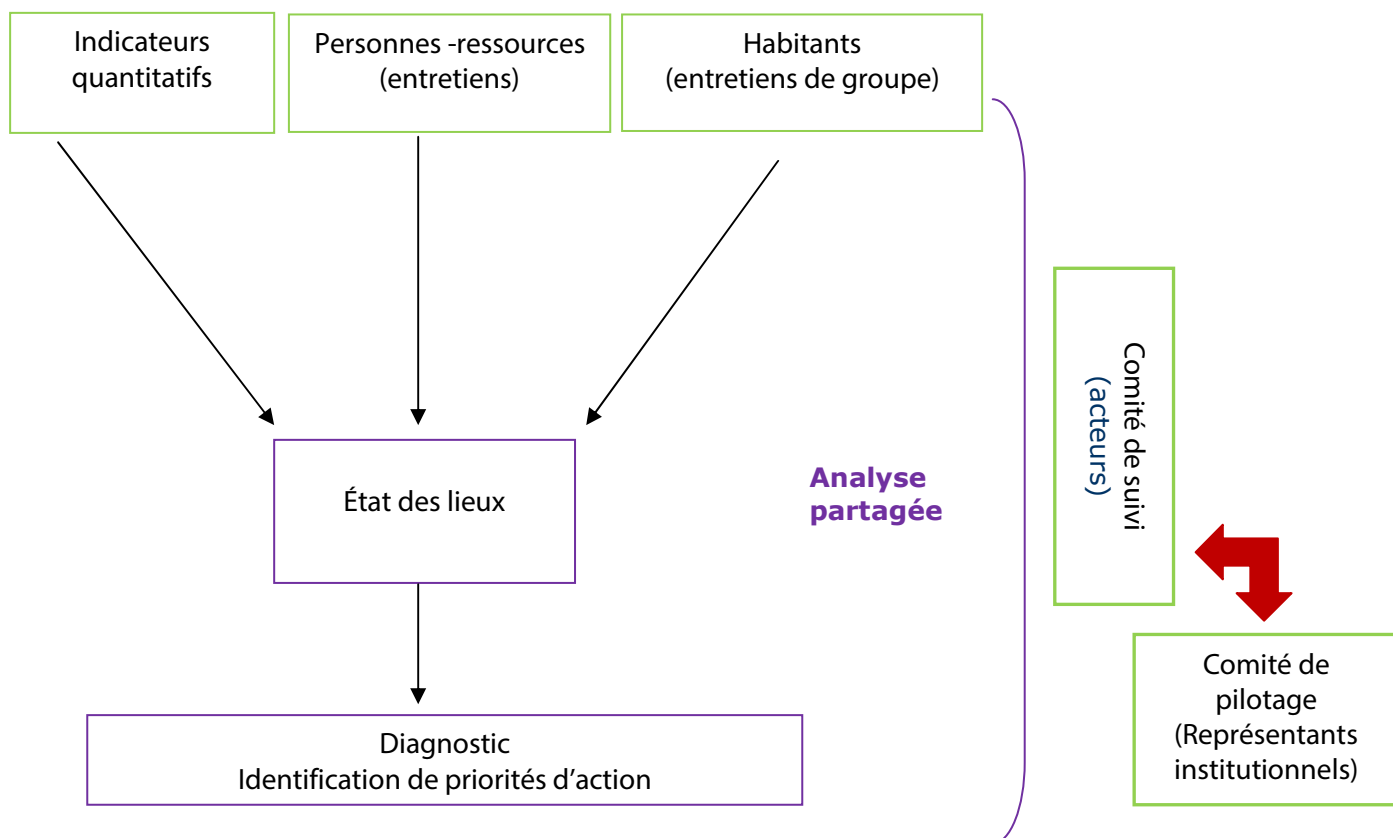 Indicateurs
quantitatifs
Personnes -ressources
(entretiens)
Habitants
(entretiens de groupe)
État des lieux
Analyse
partagée
Diagnostic
Identification de priorités d’action
Comité de suivi
(acteurs)
Comité de
pilotage
(Représentants
institutionnels)